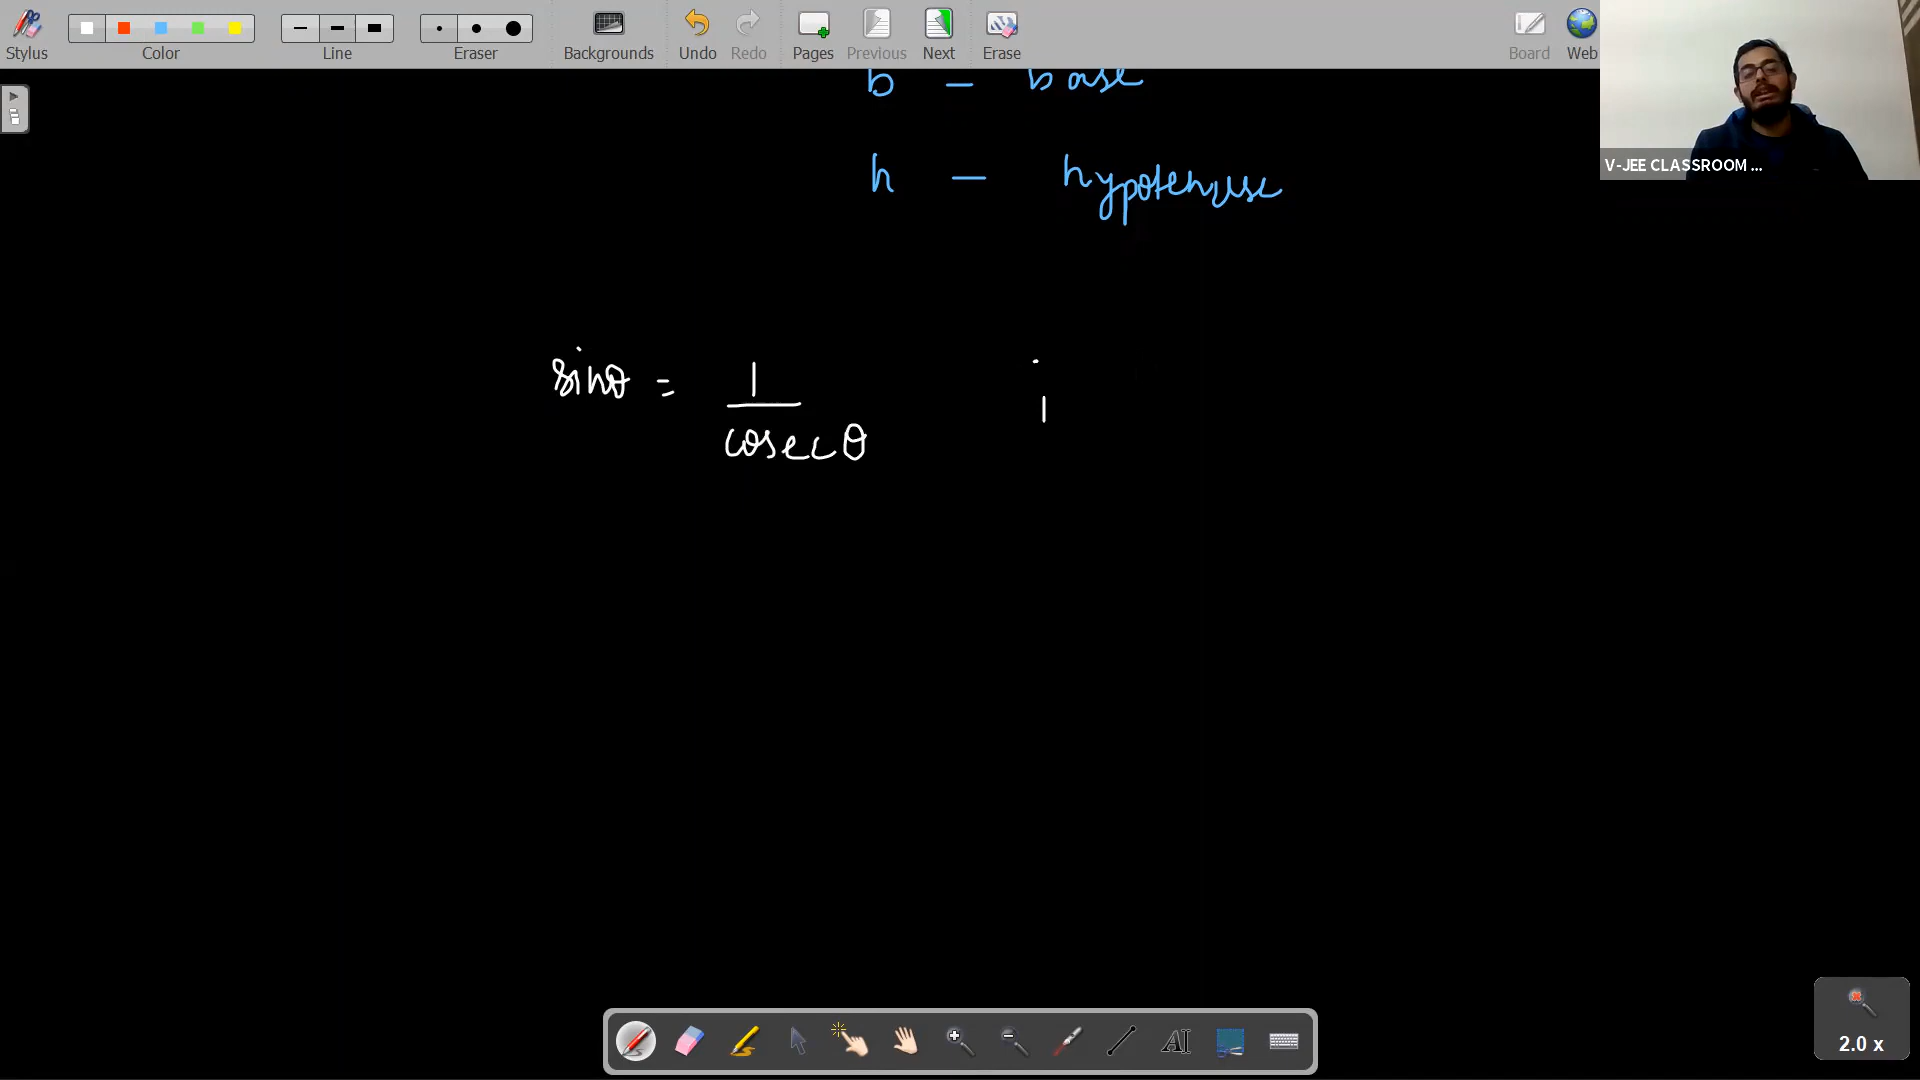 Stylus Color Line Eraser Backgrounds Undo Redo Pages Previous Next Erase Board Web
V-JEE CLASSROOM ...
b - base
h - hypotenuse
sinθ = 1/cosecθ
2.0 x